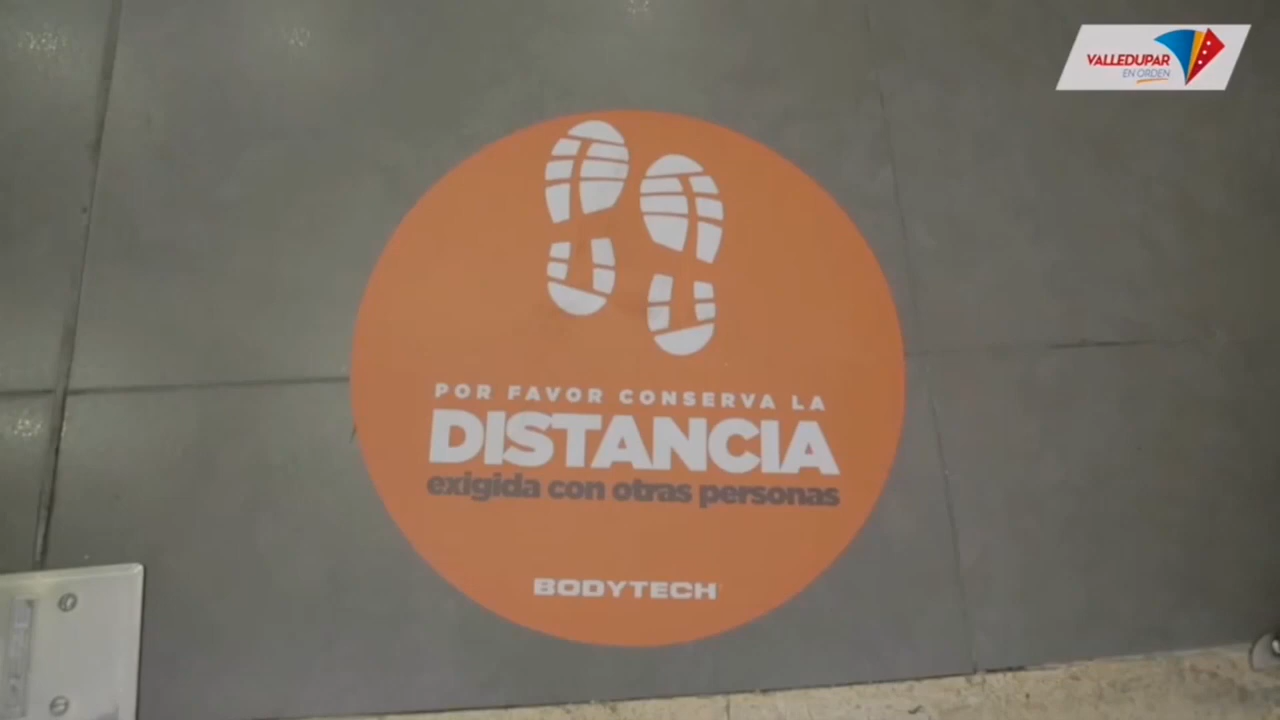 VALLEDUPAR
EN ORDEN
POR FAVOR CONSERVA LA
DISTANCIA
exigida con otras personas
BODYTECH